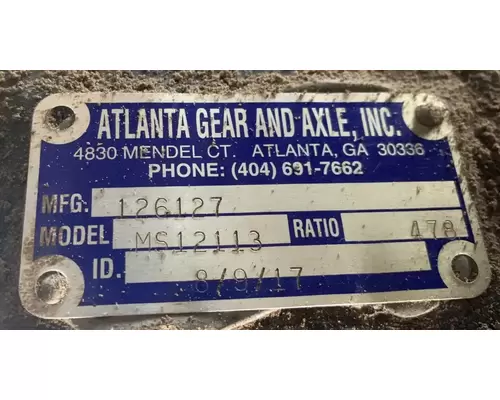 ATLANTA GEAR AND AXLE, INC.
4830 MENDEL CT. ATLANTA, GA 30336
PHONE: (404) 691-7662
MFG. 126127
MODEL MS12113 RATIO 478
ID. 8/9/17